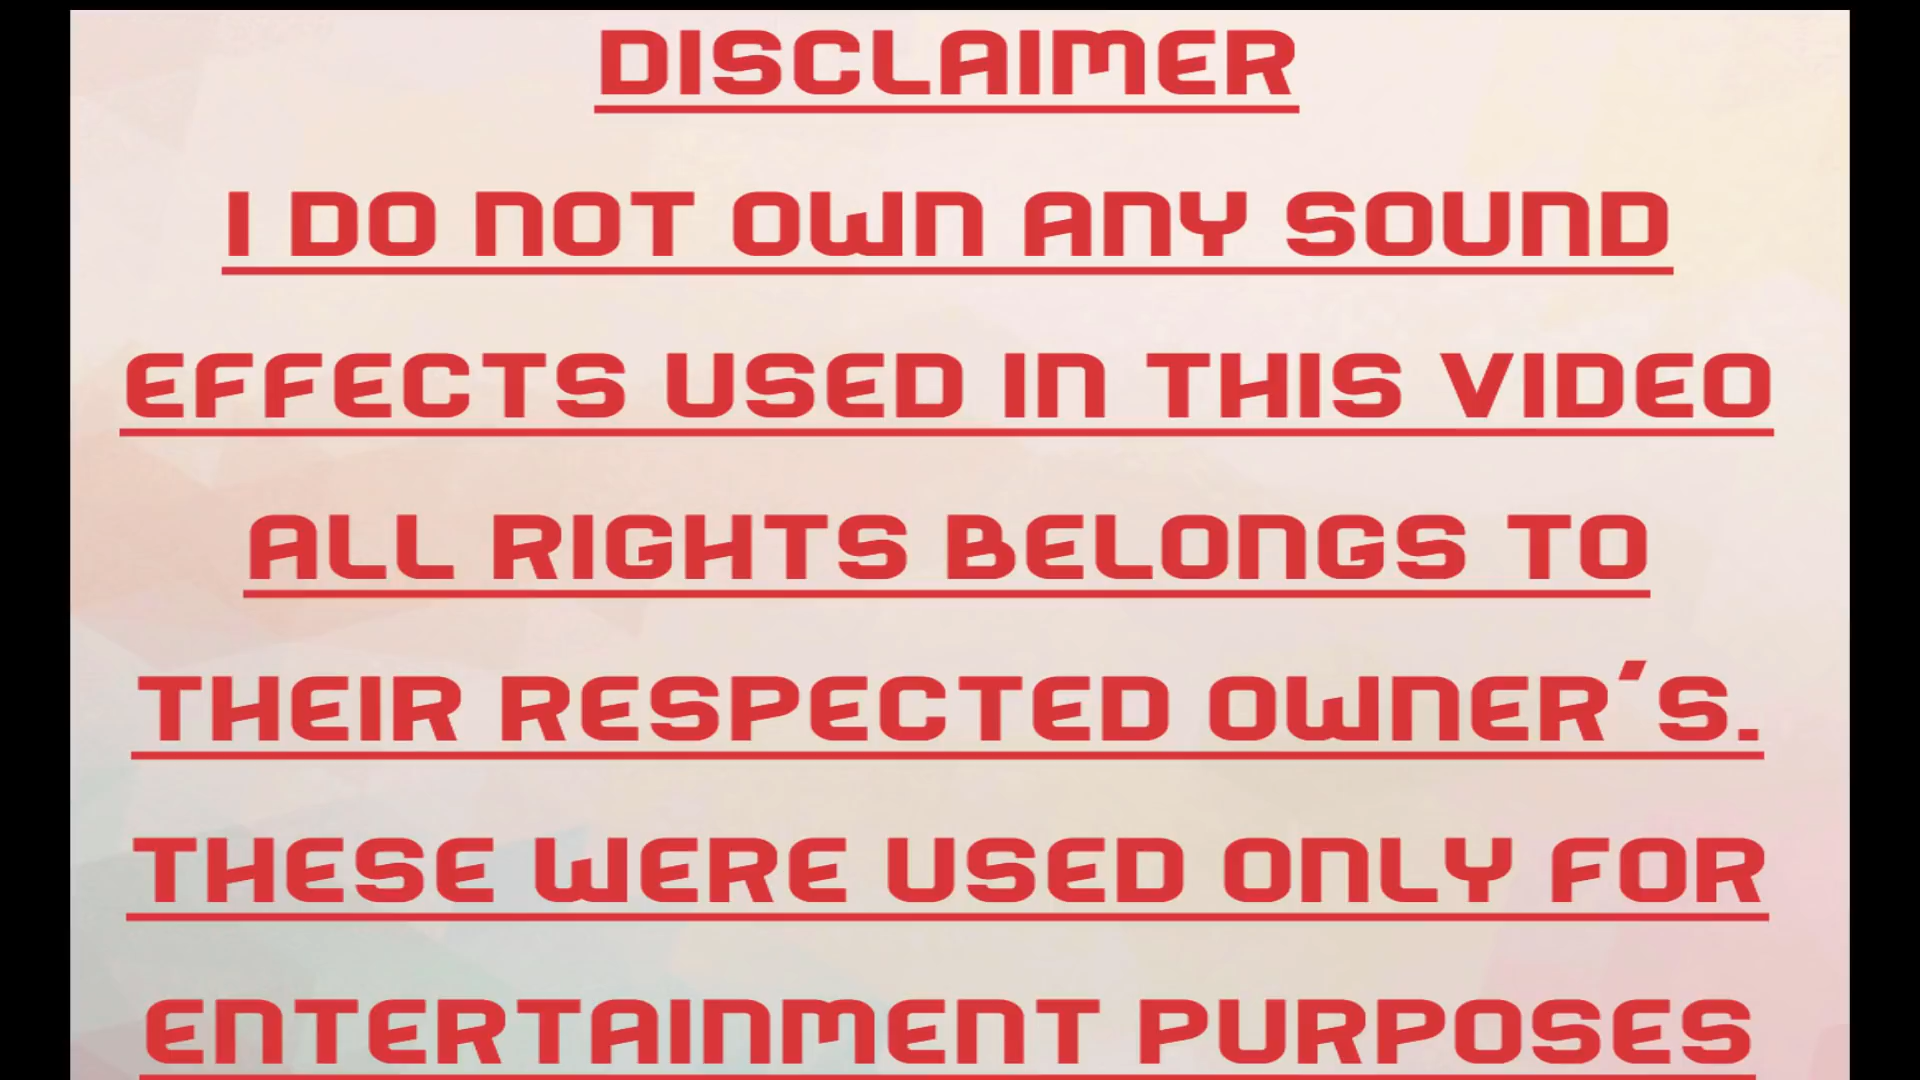 DISCLAIMER
I DO NOT OWN ANY SOUND
EFFECTS USED IN THIS VIDEO
ALL RIGHTS BELONGS TO
THEIR RESPECTED OWNER'S.
THESE WERE USED ONLY FOR
ENTERTAINMENT PURPOSES